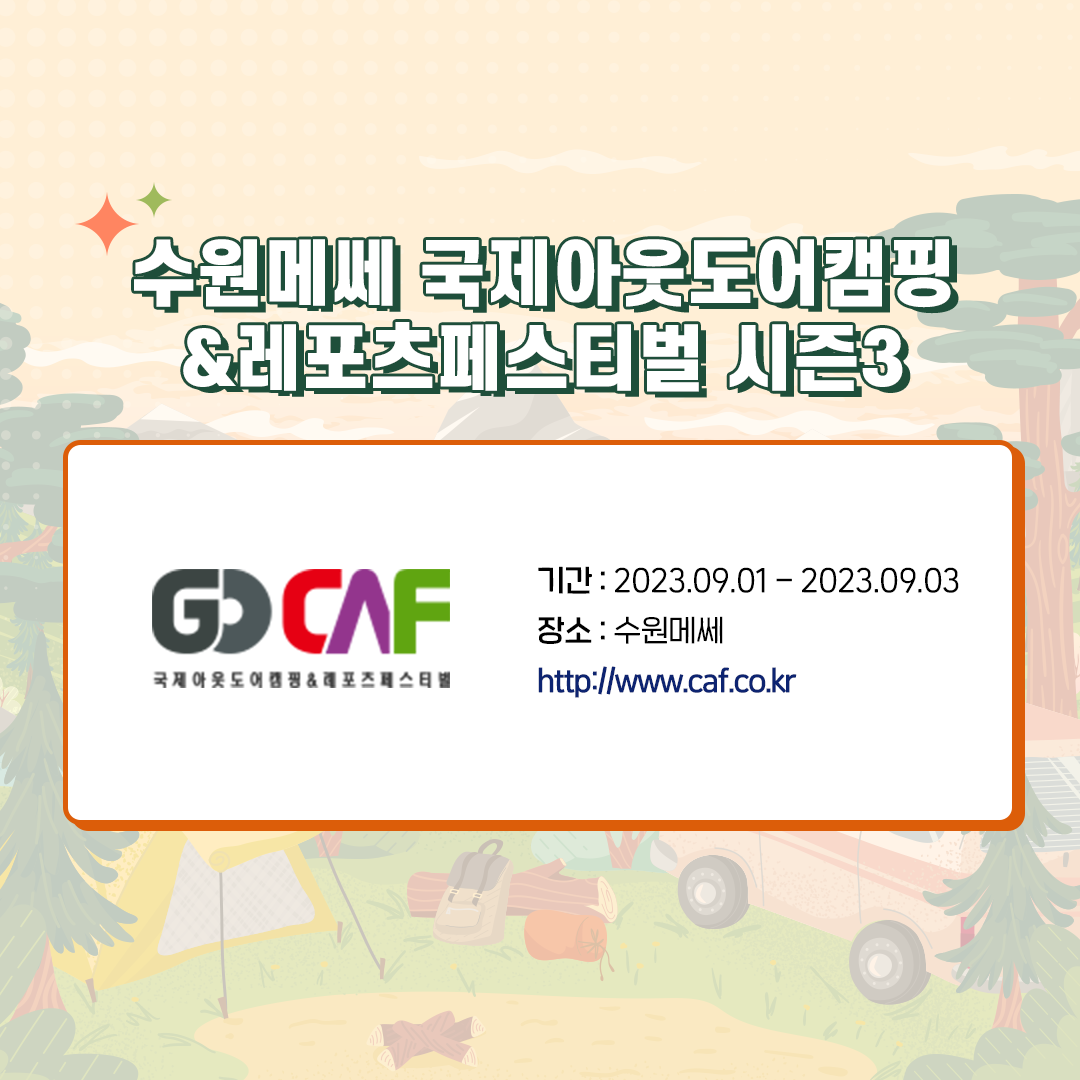 수원메쎄 국제아웃도어캠핑
&레포츠페스티벌 시즌3
GO CAF
국제아웃도어캠핑&레포츠페스티벌
기간 : 2023.09.01 - 2023.09.03
장소 : 수원메쎄
http://www.caf.co.kr